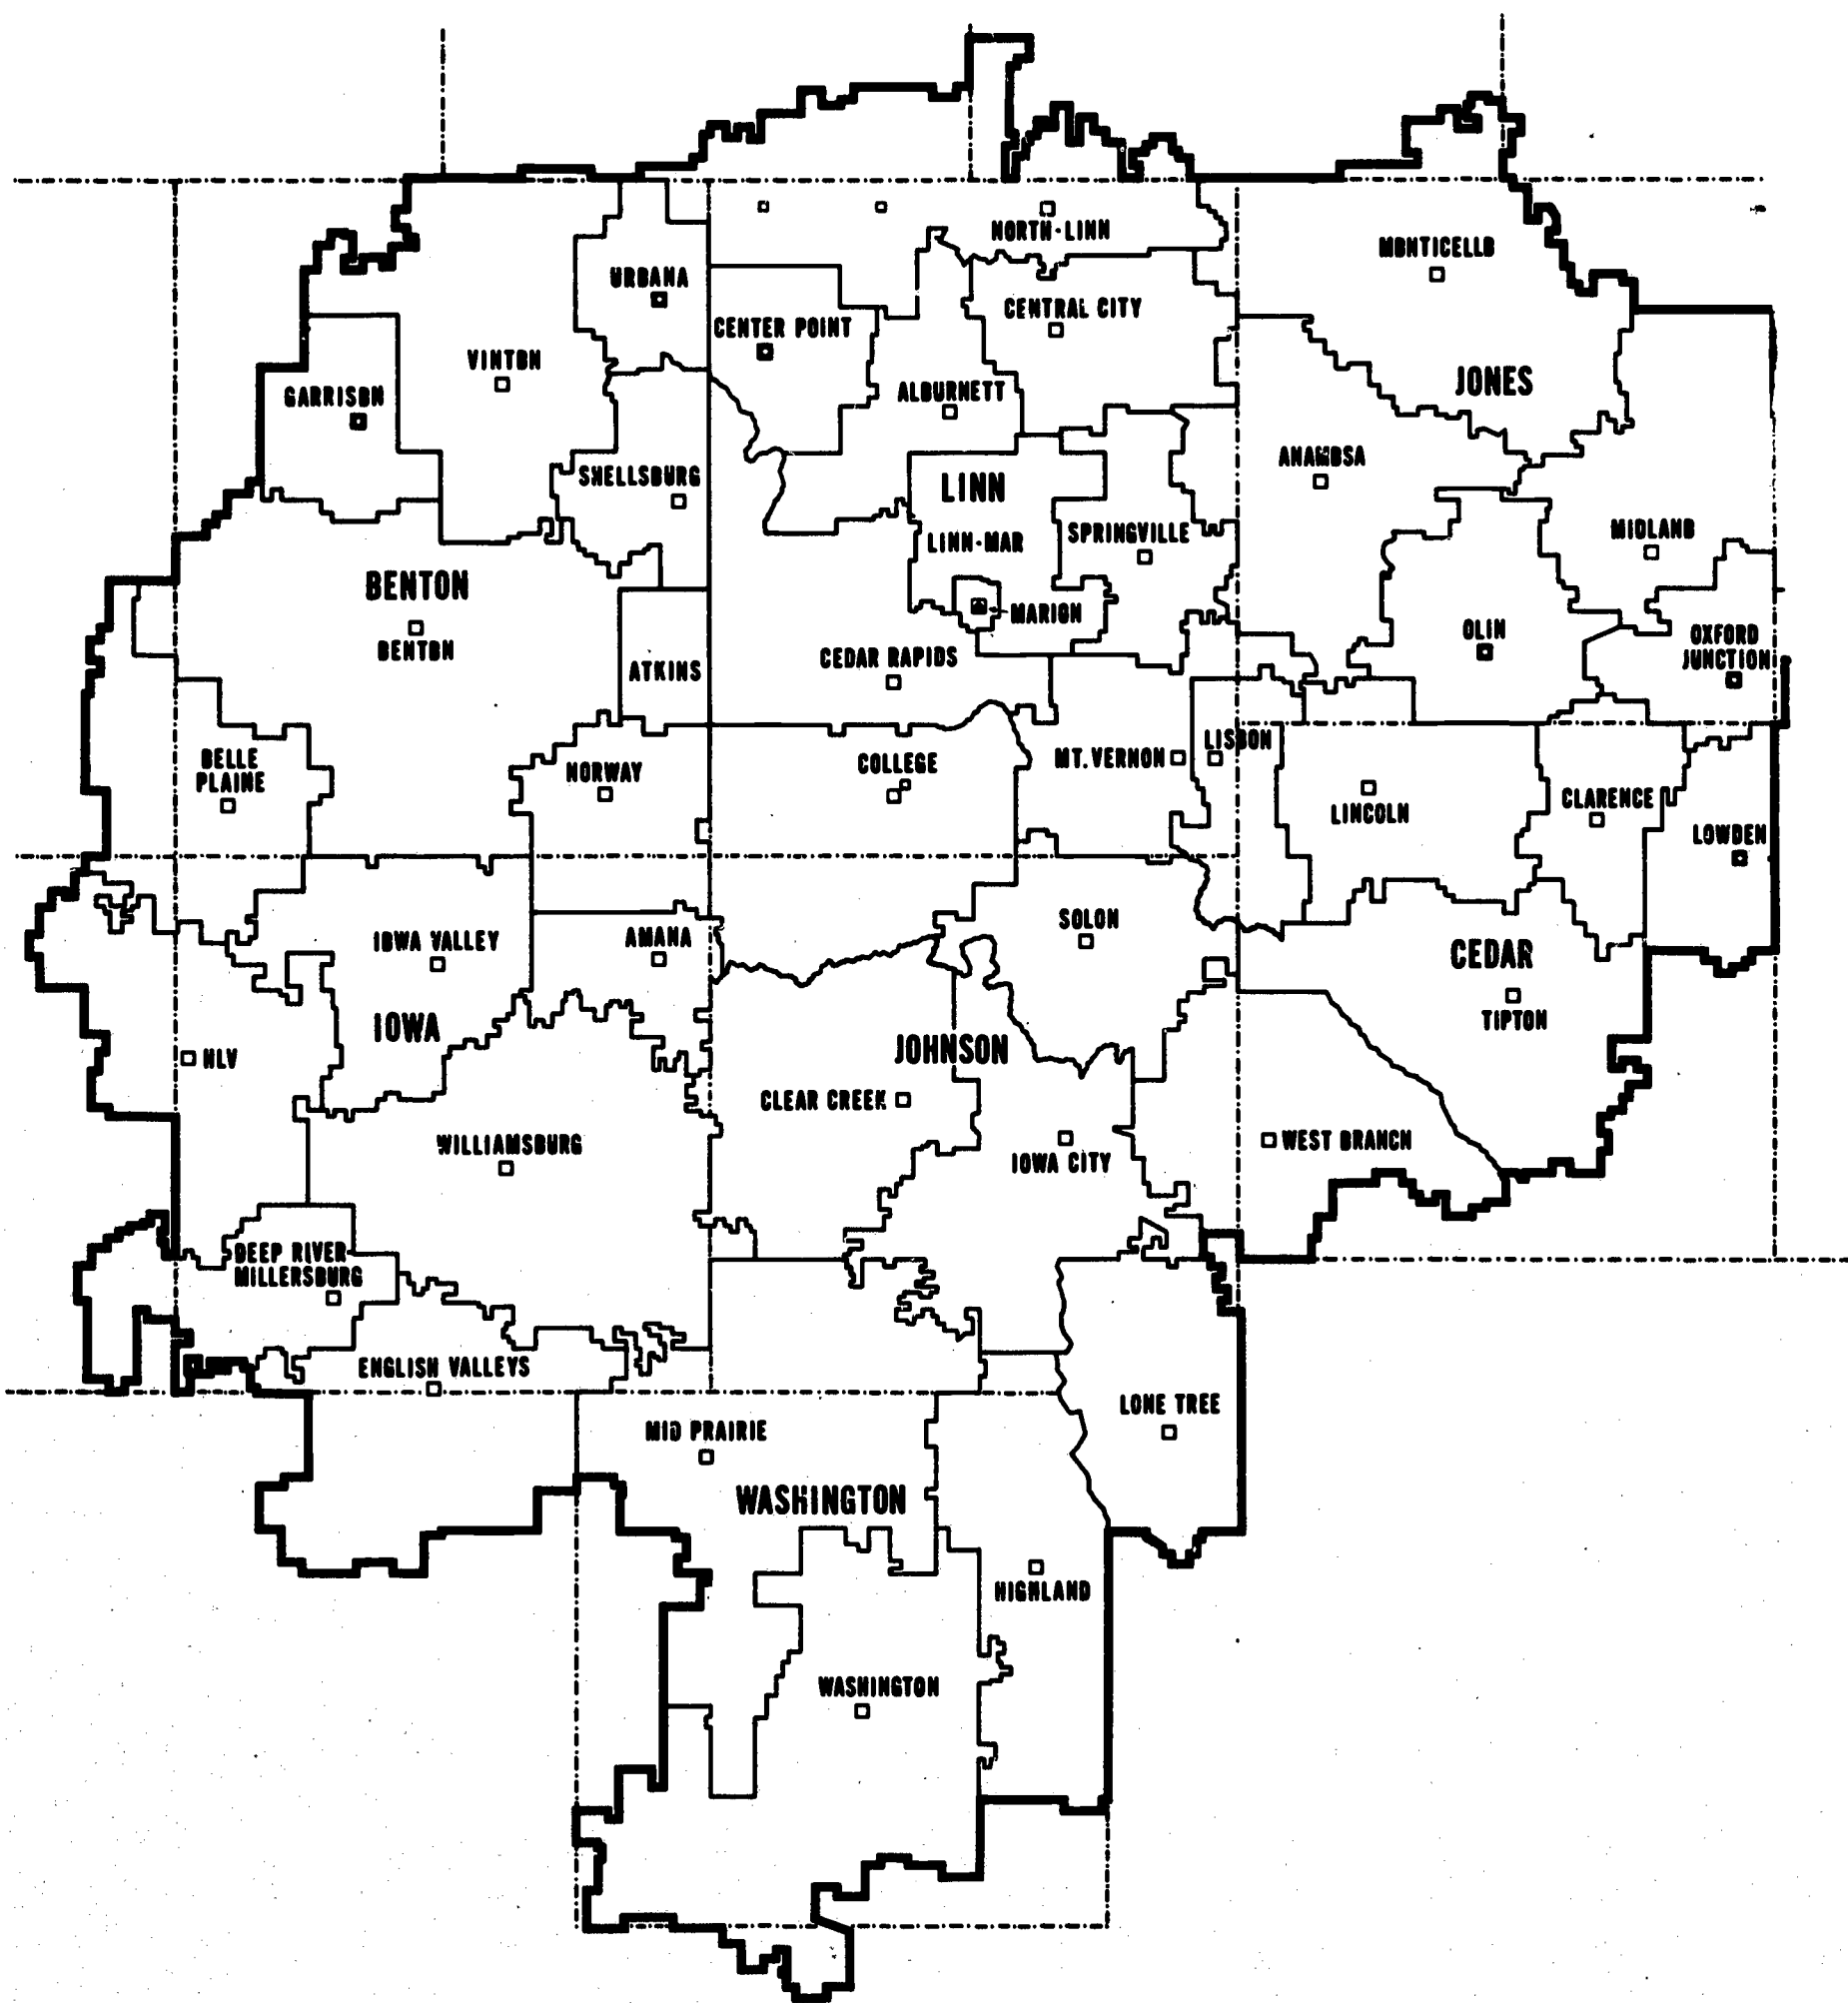 NORTH-LINN
MONTICELLO
URBANA
CENTRAL CITY
CENTER POINT
VINTON
JONES
GARRISON
ALBURNETT
ANAMOSA
SHELLSBURG
LINN
MIDLAND
SPRINGVILLE
LINN-MAR
BENTON
MARION
OLIN
OXFORD
JUNCTION
BENTON
CEDAR RAPIDS
ATKINS
LISBON
BELLE
PLAINE
MT. VERNON
COLLEGE
NORWAY
CLARENCE
LINCOLN
LOWDEN
SOLON
AMANA
IOWA VALLEY
CEDAR
TIPTON
IOWA
JOHNSON
HLV
CLEAR CREEK
WEST BRANCH
WILLIAMSBURG
IOWA CITY
DEEP RIVER
MILLERSBURG
ENGLISH VALLEYS
LONE TREE
MID PRAIRIE
WASHINGTON
HIGHLAND
WASHINGTON